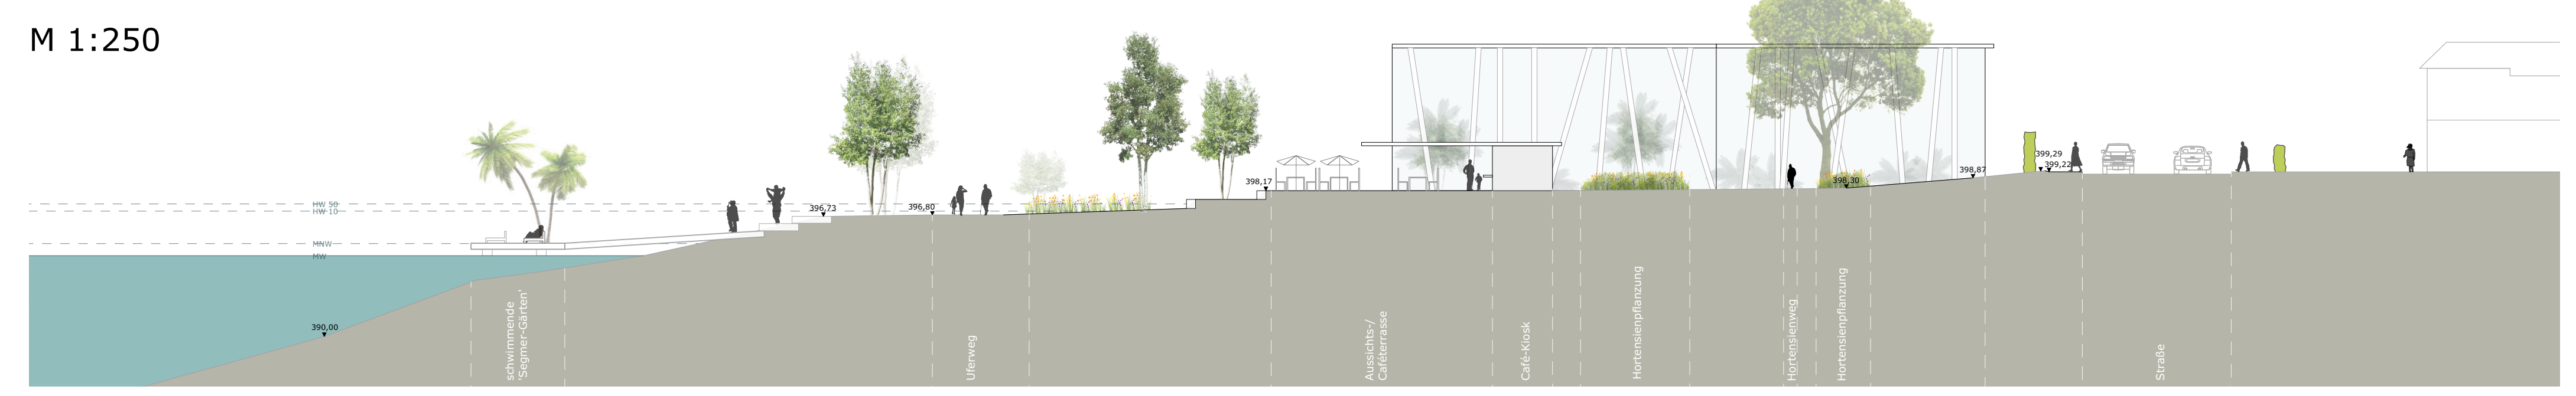 M 1:250
HW 50
HW 10
MNW
MW
390,00
396,73
396,80
398,17
398,30
398,87
399,29
399,22
schwimmende
'Segmer-Gärten'
Uferweg
Aussichts-/
Caféterrasse
Café-Kiosk
Hortensienpflanzung
Hortensienweg
Hortensienpflanzung
Straße